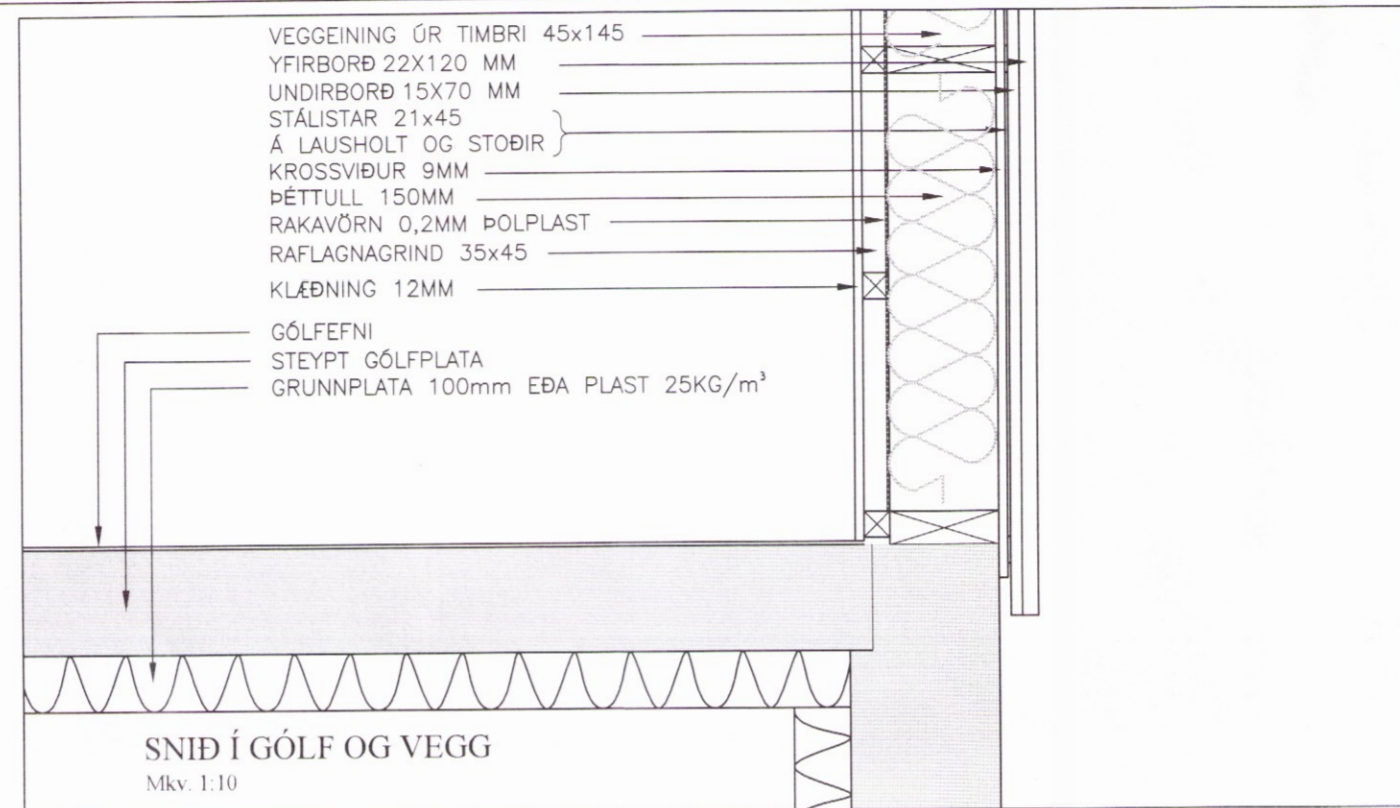 VEGGEINING ÚR TIMBRI 45x145
YFIRBORÐ 22X120 MM
UNDIRBORÐ 15X70 MM
STÁLISTAR 21x45
Á LAUSHOLT OG STOÐIR
KROSSVIÐUR 9MM
ÞÉTTULL 150MM
RAKAVÖRN 0,2MM ÞOLPLAST
RAFLAGNAGRIND 35x45
KLÆÐNING 12MM
GÓLFEFNI
STEYPT GÓLFPLATA
GRUNNPLATA 100mm EÐA PLAST 25KG/m³
SNIÐ Í GÓLF OG VEGG
Mkv. 1:10